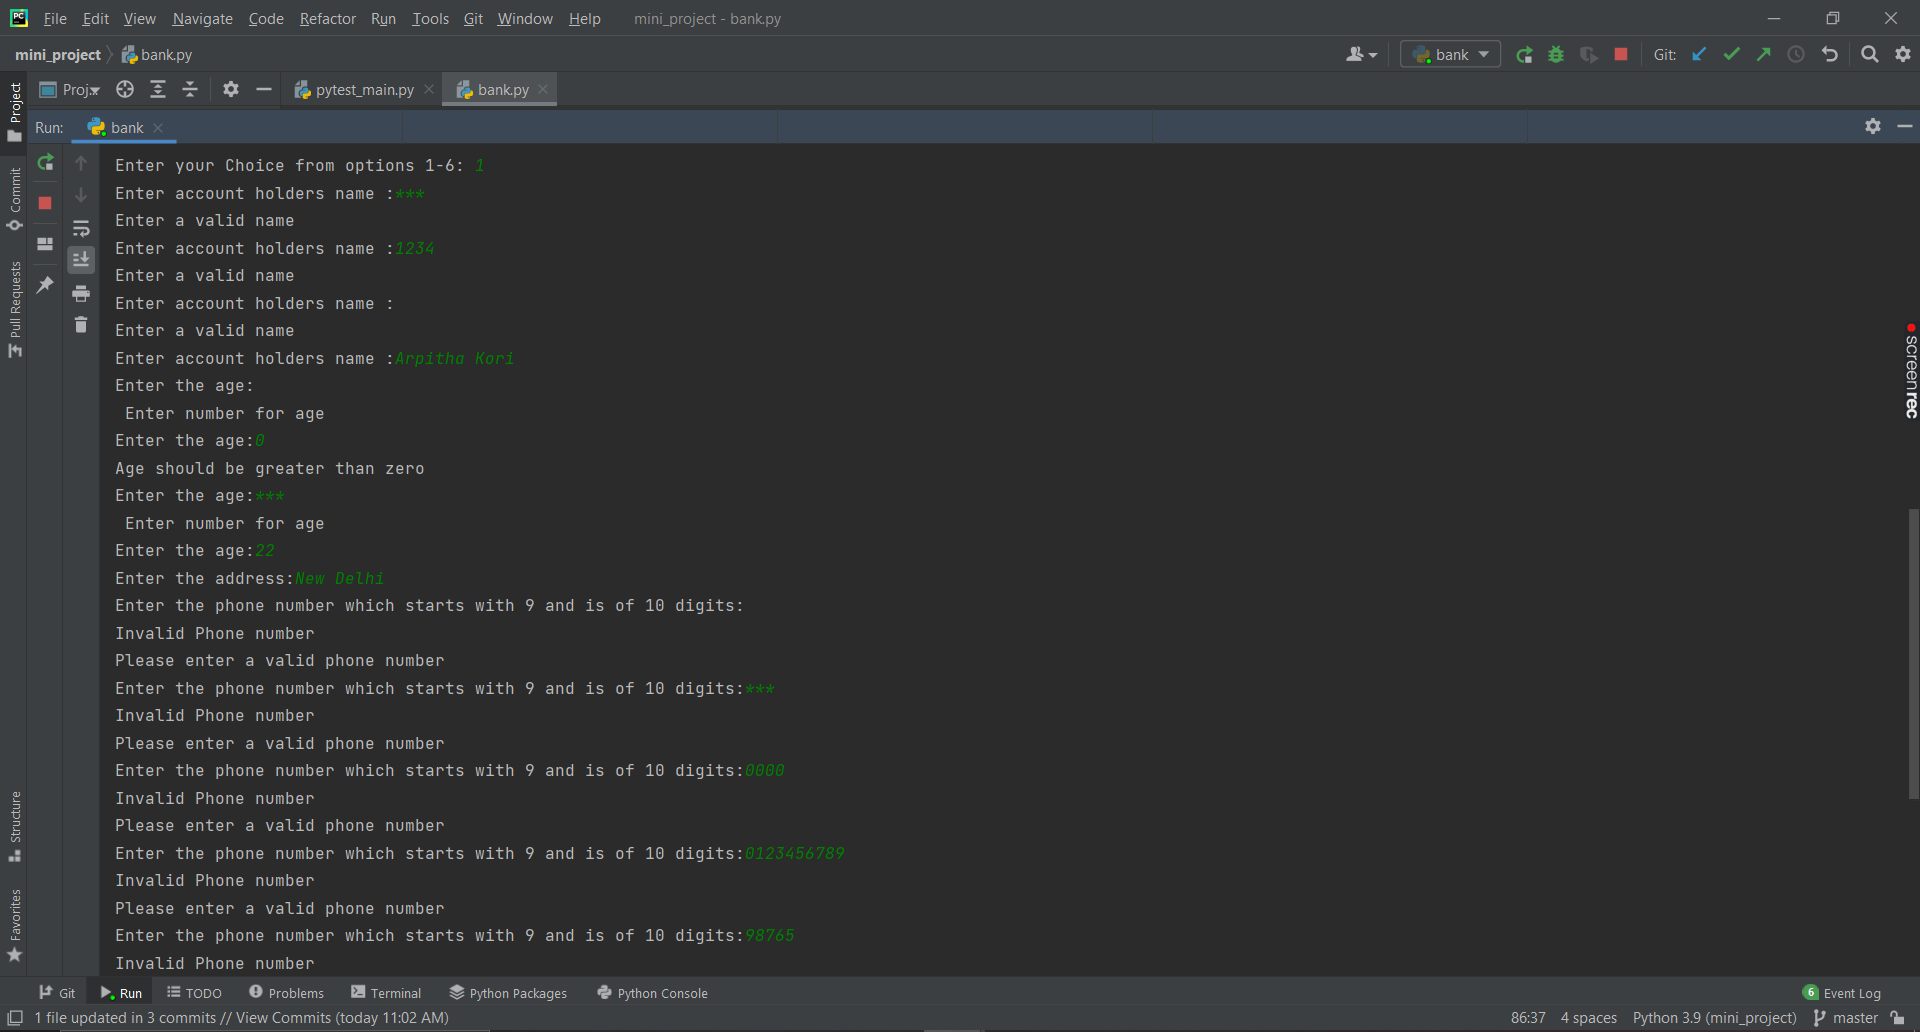 PC File Edit View Navigate Code Refactor Run Tools Git Window Help mini_project - bank.py
mini_project bank.py bank Git:
Proj.. pytest_main.py bank.py
Run: bank
Enter your Choice from options 1-6: 1
Enter account holders name :***
Enter a valid name
Enter account holders name :1234
Enter a valid name
Enter account holders name :
Enter a valid name
Enter account holders name :Arpitha Kori
Enter the age:
Enter number for age
Enter the age:0
Age should be greater than zero
Enter the age:***
Enter number for age
Enter the age:22
Enter the address:New Delhi
Enter the phone number which starts with 9 and is of 10 digits:
Invalid Phone number
Please enter a valid phone number
Enter the phone number which starts with 9 and is of 10 digits:***
Invalid Phone number
Please enter a valid phone number
Enter the phone number which starts with 9 and is of 10 digits:0000
Invalid Phone number
Please enter a valid phone number
Enter the phone number which starts with 9 and is of 10 digits:0123456789
Invalid Phone number
Please enter a valid phone number
Enter the phone number which starts with 9 and is of 10 digits:98765
Invalid Phone number
Project
Commit
Pull Requests
Structure
Favorites
screenrec
Git Run TODO Problems Terminal Python Packages Python Console 6 Event Log
1 file updated in 3 commits // View Commits (today 11:02 AM) 86:37 4 spaces Python 3.9 (mini_project) master